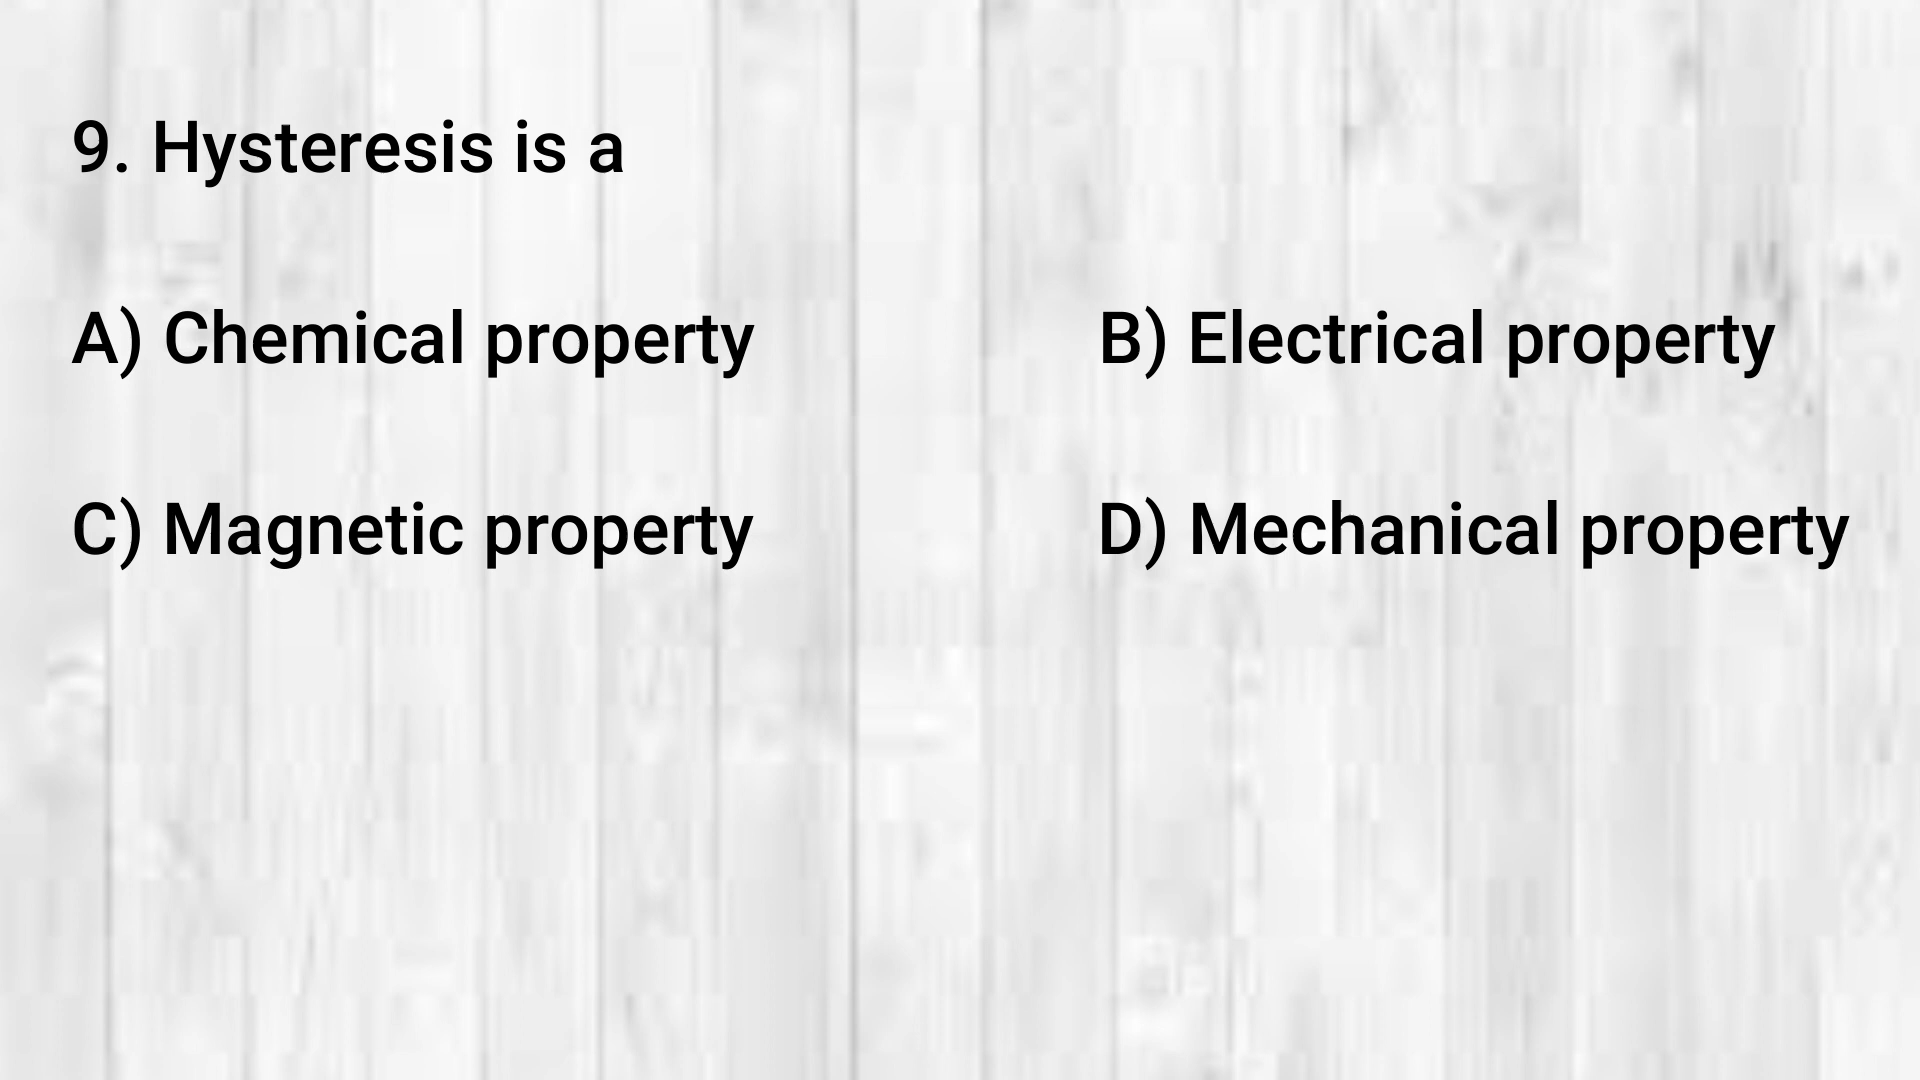 9. Hysteresis is a
A) Chemical property B) Electrical property
C) Magnetic property D) Mechanical property